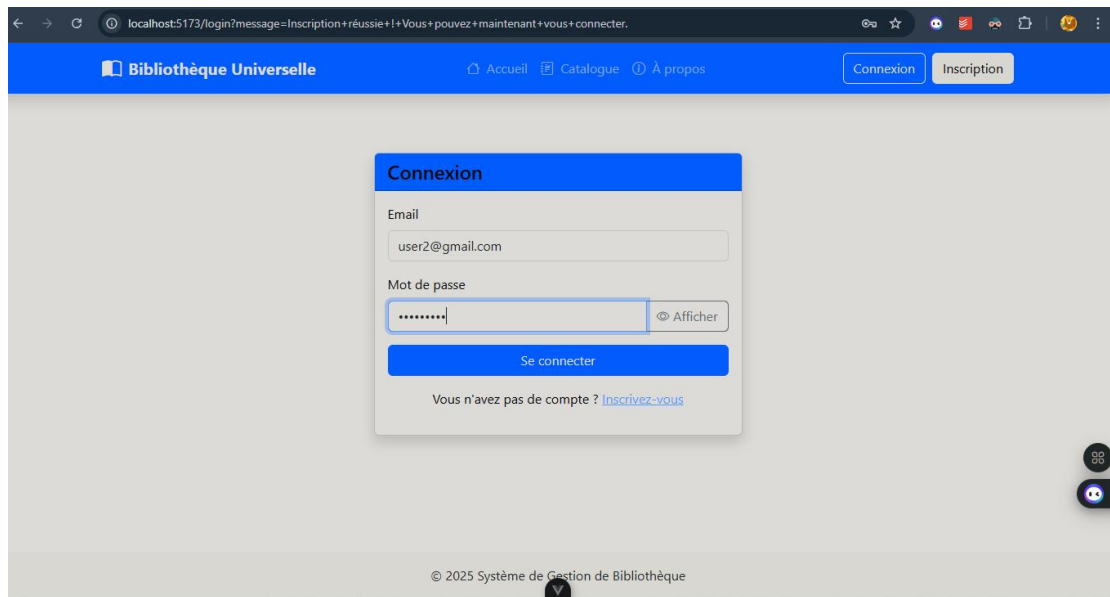 localhost:5173/login?message=Inscription+réussie+!+Vous+pouvez+maintenant+vous+connecter.
Bibliothèque Universelle Accueil Catalogue À propos Connexion Inscription
Connexion
Email
user2@gmail.com
Mot de passe
••••••••• Afficher
Se connecter
Vous n'avez pas de compte ? Inscrivez-vous
© 2025 Système de Gestion de Bibliothèque